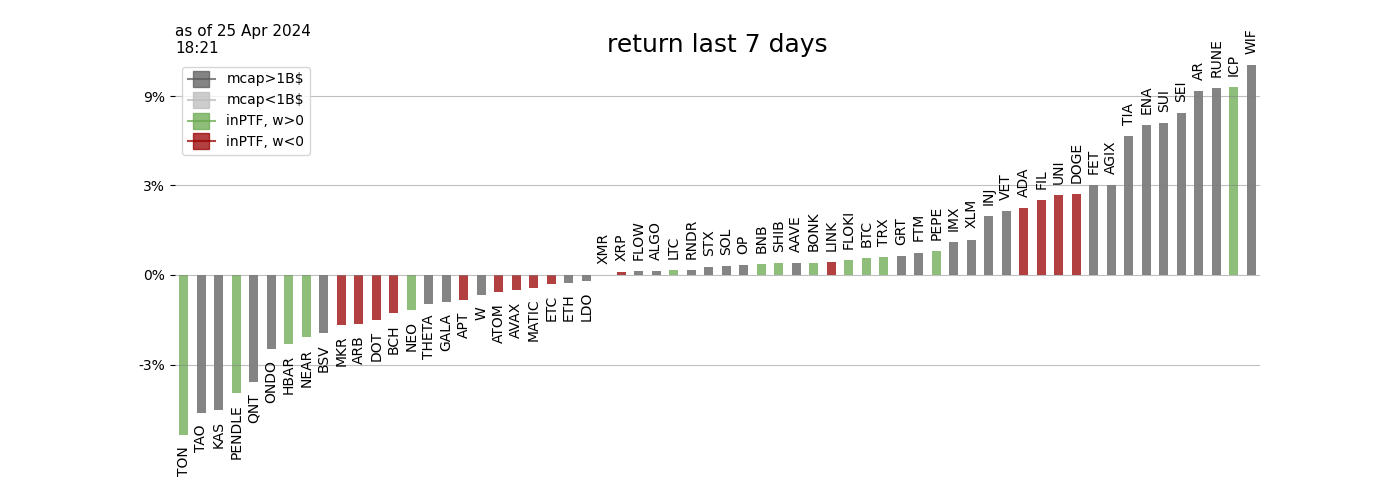 as of 25 Apr 2024
18:21
return last 7 days
mcap>1B$
mcap<1B$
inPTF, w>0
inPTF, w<0
9%
3%
0%
-3%
TON
TAO
KAS
PENDLE
QNT
ONDO
HBAR
NEAR
BSV
MKR
ARB
DOT
BCH
NEO
THETA
GALA
APT
W
ATOM
AVAX
MATIC
ETC
ETH
LDO
XMR
XRP
FLOW
ALGO
LTC
RNDR
STX
SOL
OP
BNB
SHIB
AAVE
BONK
LINK
FLOKI
BTC
TRX
GRT
FTM
PEPE
IMX
XLM
INJ
VET
ADA
FIL
UNI
DOGE
FET
AGIX
TIA
ENA
SUI
SEI
AR
RUNE
ICP
WIF